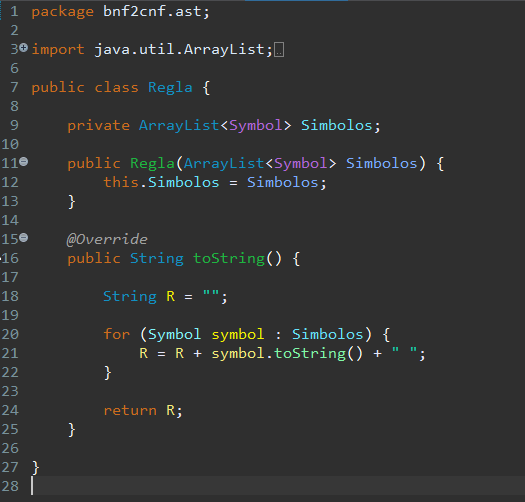 1 package bnf2cnf.ast;
2
3 import java.util.ArrayList;
6
7 public class Regla {
8
9     private ArrayList<Symbol> Simbolos;
10
11     public Regla(ArrayList<Symbol> Simbolos) {
12         this.Simbolos = Simbolos;
13     }
14
15     @Override
16     public String toString() {
17
18         String R = "";
19
20         for (Symbol symbol : Simbolos) {
21             R = R + symbol.toString() + " ";
22         }
23
24         return R;
25     }
26
27 }
28